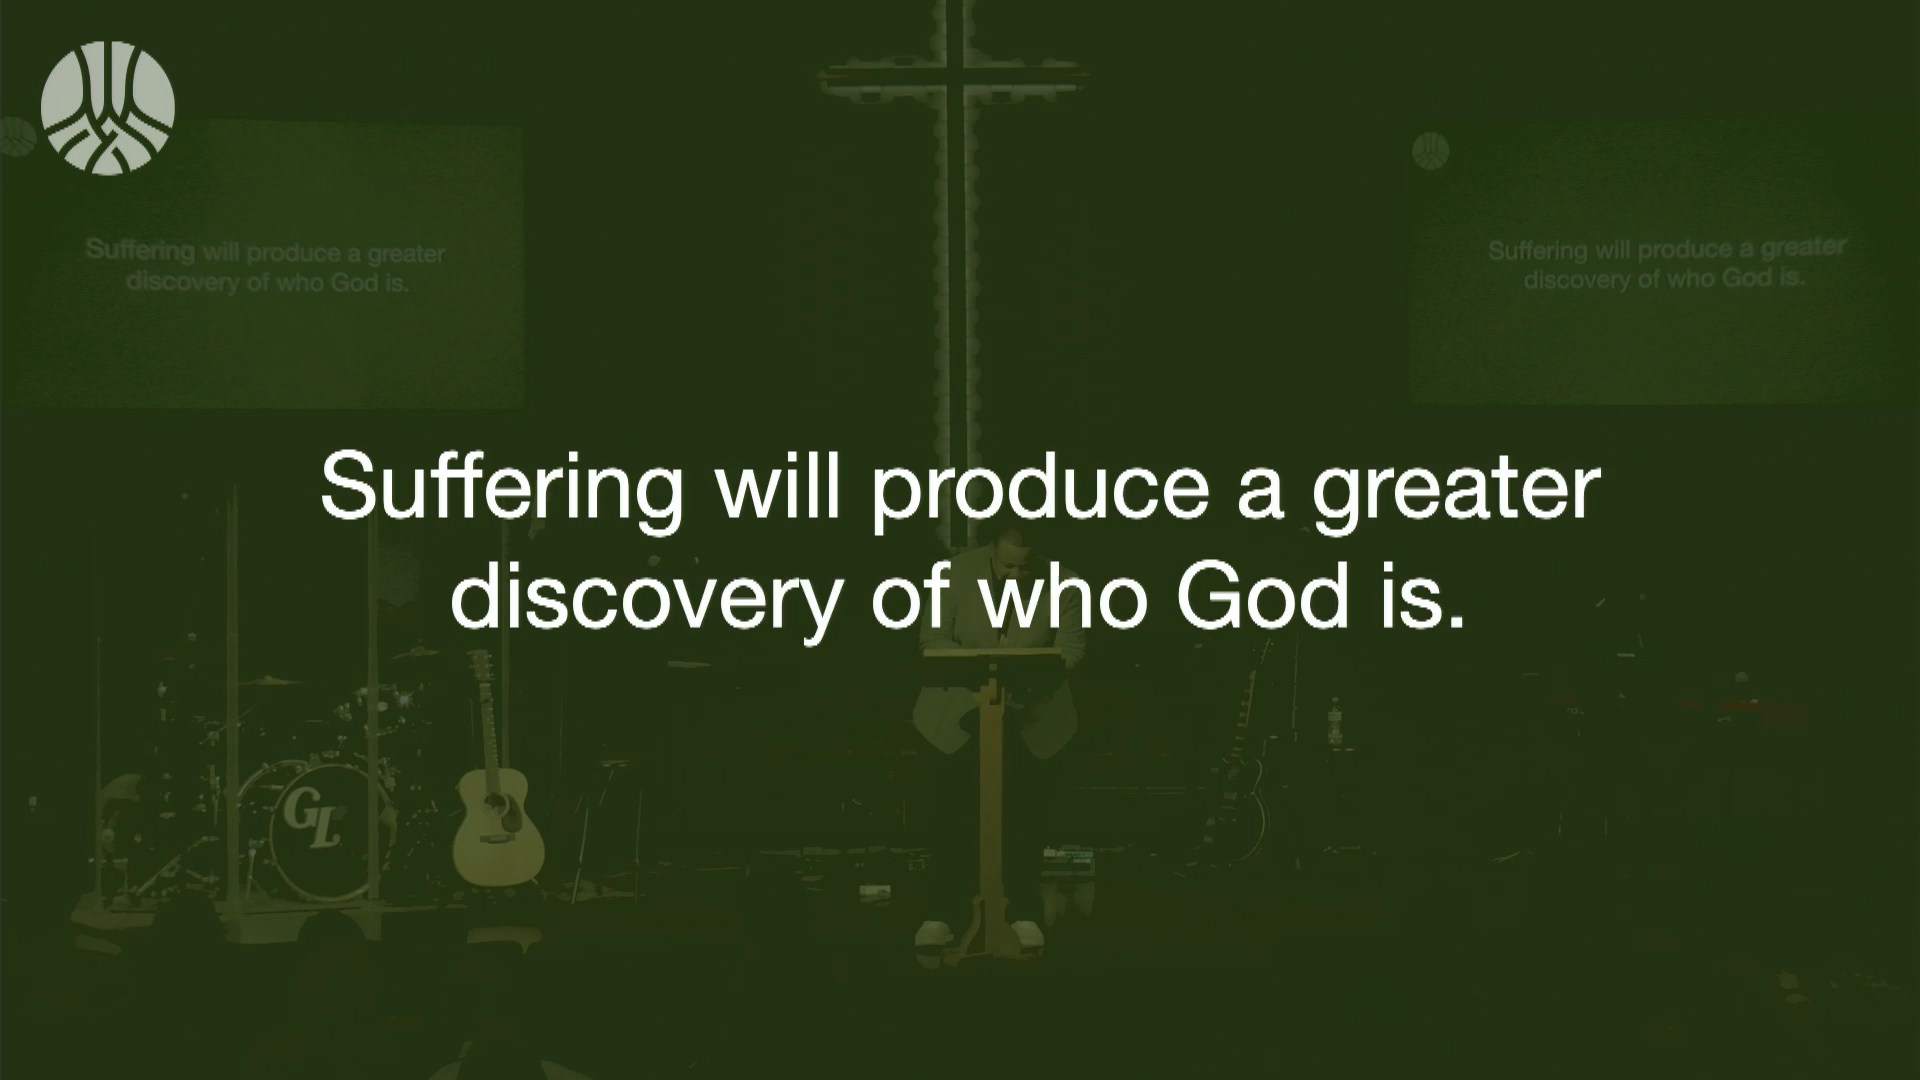 Suffering will produce a greater
discovery of who God is.
Suffering will produce a greater
discovery of who God is.
Suffering will produce a greater
discovery of who God is.
GL